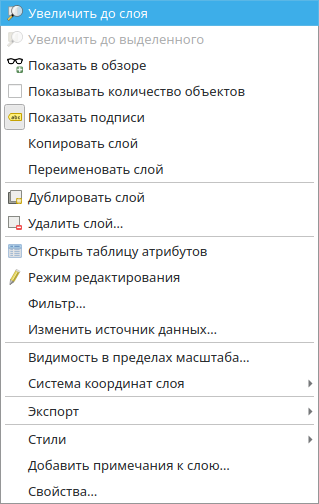 Увеличить до слоя
Увеличить до выделенного
Показать в обзоре
Показывать количество объектов
abc Показать подписи
Копировать слой
Переименовать слой
Дублировать слой
Удалить слой...
Открыть таблицу атрибутов
Режим редактирования
Фильтр...
Изменить источник данных...
Видимость в пределах масштаба...
Система координат слоя
Экспорт
Стили
Добавить примечания к слою...
Свойства...